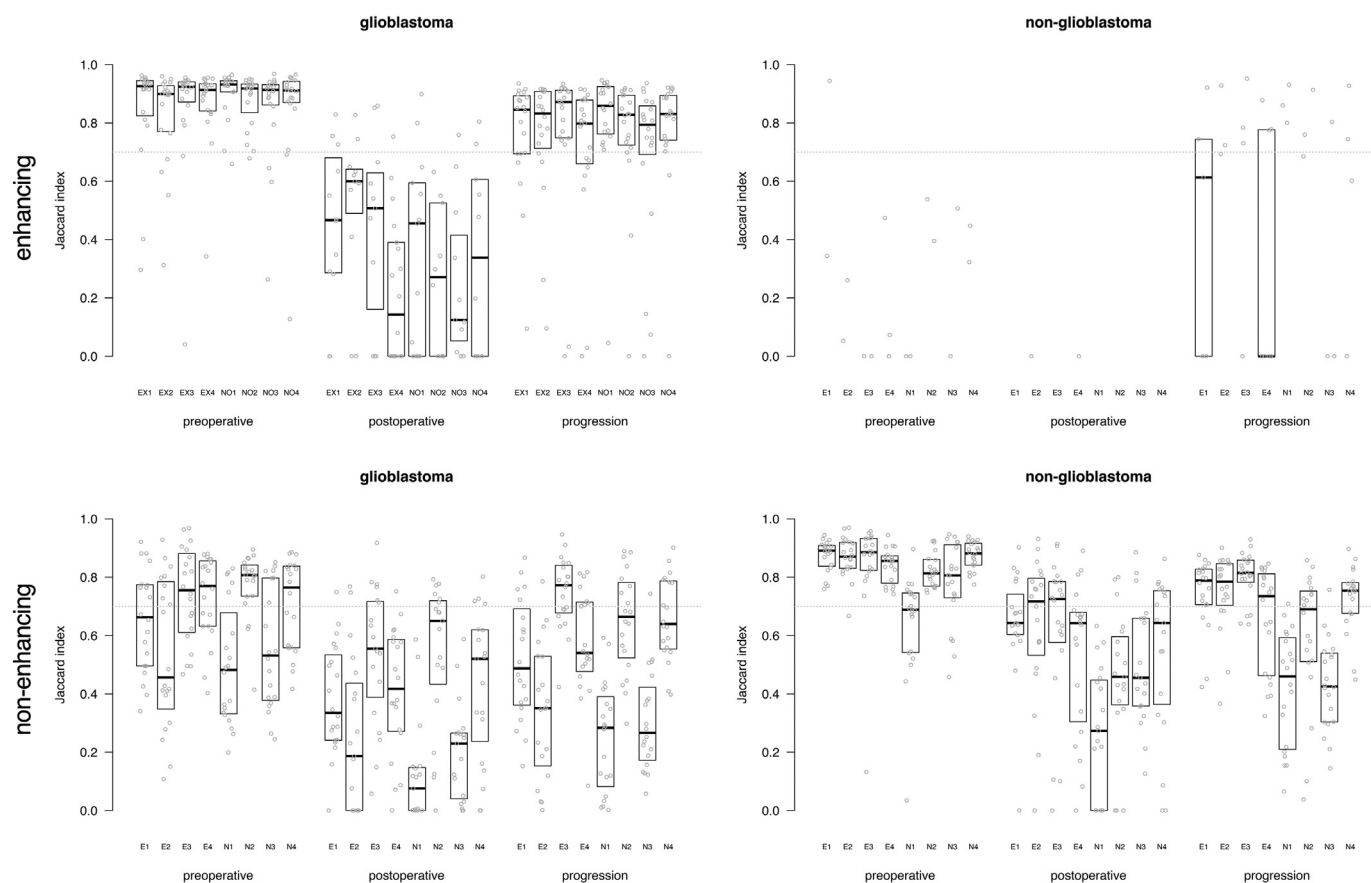 glioblastoma
non-glioblastoma
enhancing
Jaccard index
1.0
0.8
0.6
0.4
0.2
0.0
EX1 EX2 EX3 EX4 NO1 NO2 NO3 NO4
EX1 EX2 EX3 EX4 NO1 NO2 NO3 NO4
EX1 EX2 EX3 EX4 NO1 NO2 NO3 NO4
preoperative postoperative progression
Jaccard index
1.0
0.8
0.6
0.4
0.2
0.0
E1 E2 E3 E4 N1 N2 N3 N4
E1 E2 E3 E4 N1 N2 N3 N4
E1 E2 E3 E4 N1 N2 N3 N4
preoperative postoperative progression
glioblastoma
non-glioblastoma
non-enhancing
Jaccard index
1.0
0.8
0.6
0.4
0.2
0.0
E1 E2 E3 E4 N1 N2 N3 N4
E1 E2 E3 E4 N1 N2 N3 N4
E1 E2 E3 E4 N1 N2 N3 N4
preoperative postoperative progression
Jaccard index
1.0
0.8
0.6
0.4
0.2
0.0
E1 E2 E3 E4 N1 N2 N3 N4
E1 E2 E3 E4 N1 N2 N3 N4
E1 E2 E3 E4 N1 N2 N3 N4
preoperative postoperative progression